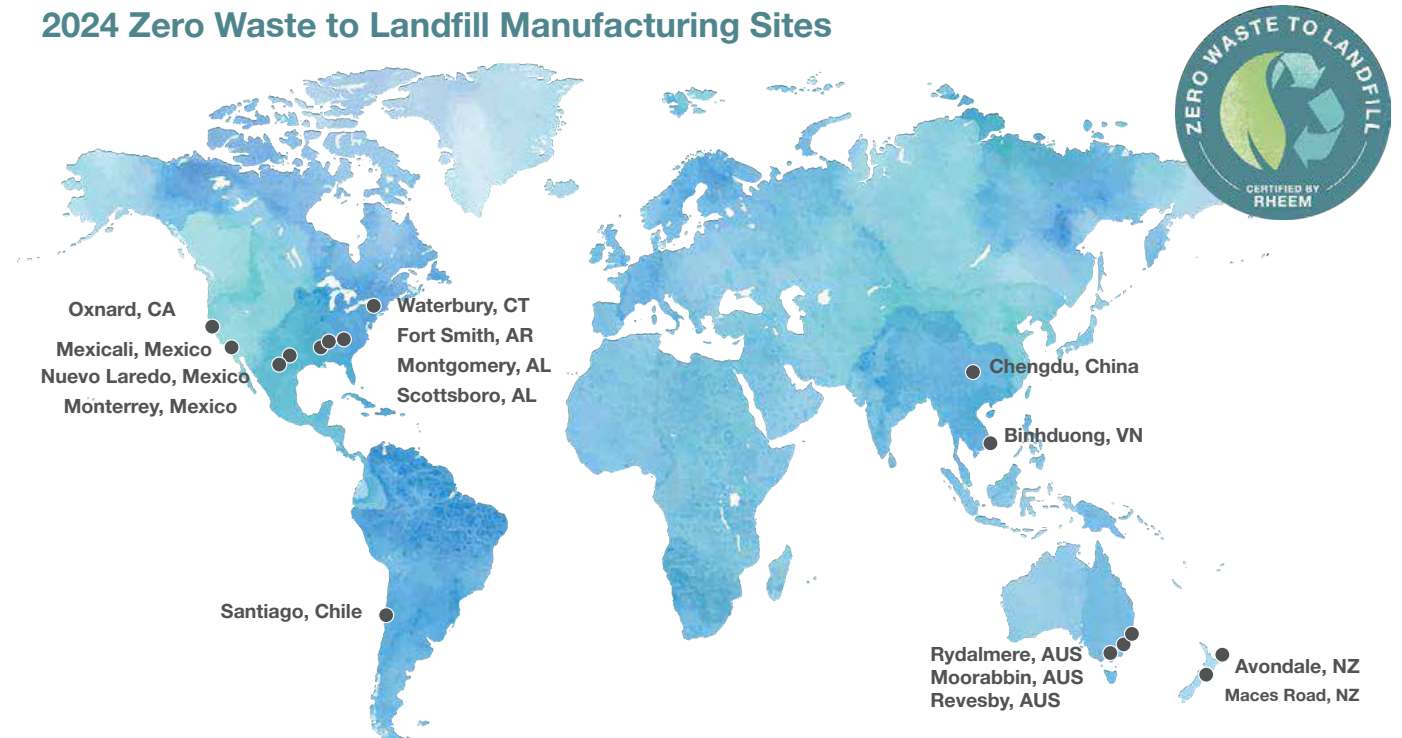 2024 Zero Waste to Landfill Manufacturing Sites
ZERO WASTE TO LANDFILL
CERTIFIED BY
RHEEM
Oxnard, CA
Mexicali, Mexico
Nuevo Laredo, Mexico
Monterrey, Mexico
Waterbury, CT
Fort Smith, AR
Montgomery, AL
Scottsboro, AL
Chengdu, China
Binhduong, VN
Santiago, Chile
Rydalmere, AUS
Moorabbin, AUS
Revesby, AUS
Avondale, NZ
Maces Road, NZ